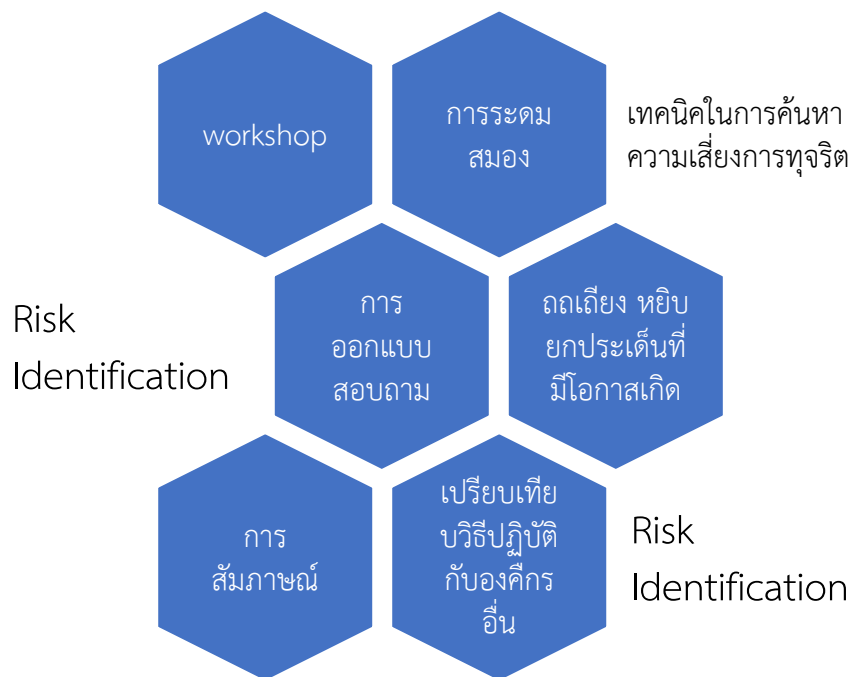 workshop
การระดม
สมอง
เทคนิคในการค้นหา
ความเสี่ยงการทุจริต
Risk
Identification
การ
ออกแบบ
สอบถาม
ถถเถียง หยิบ
ยกประเด็นที่
มีโอกาสเกิด
การ
สัมภาษณ์
เปรียบเทีย
บวิธีปฏิบัติ
กับองคืกร
อื่น
Risk
Identification